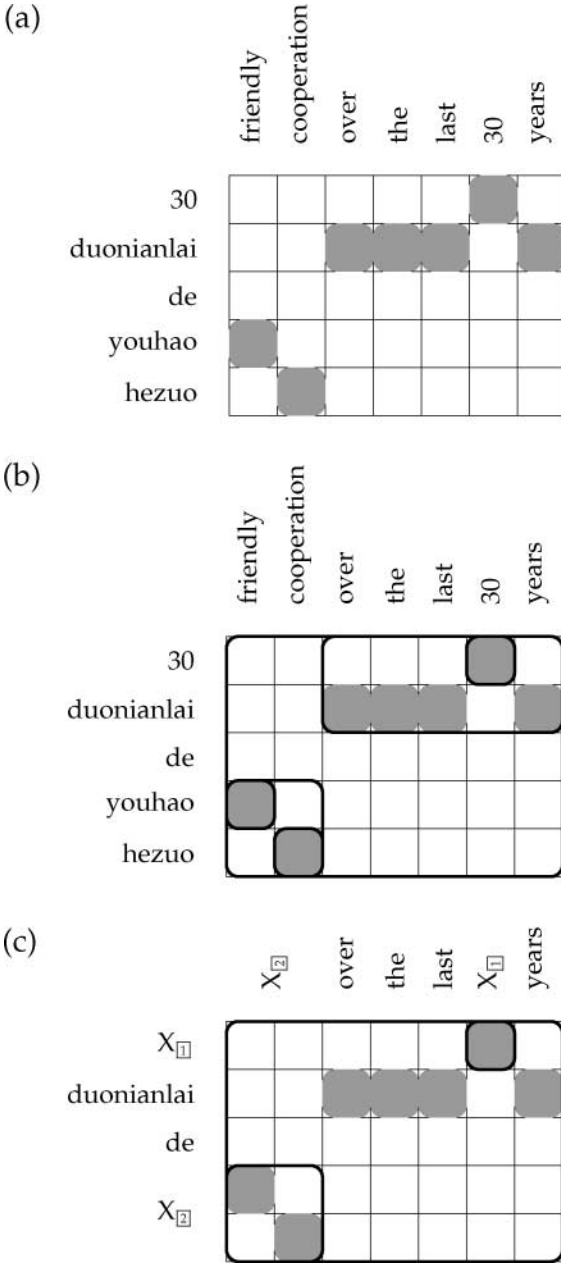 (a)
friendly cooperation over the last 30 years
30
duonianlai
de
youhao
hezuo
(b)
friendly cooperation over the last 30 years
30
duonianlai
de
youhao
hezuo
(c)
X2 over the last X1 years
X1
duonianlai
de
X2